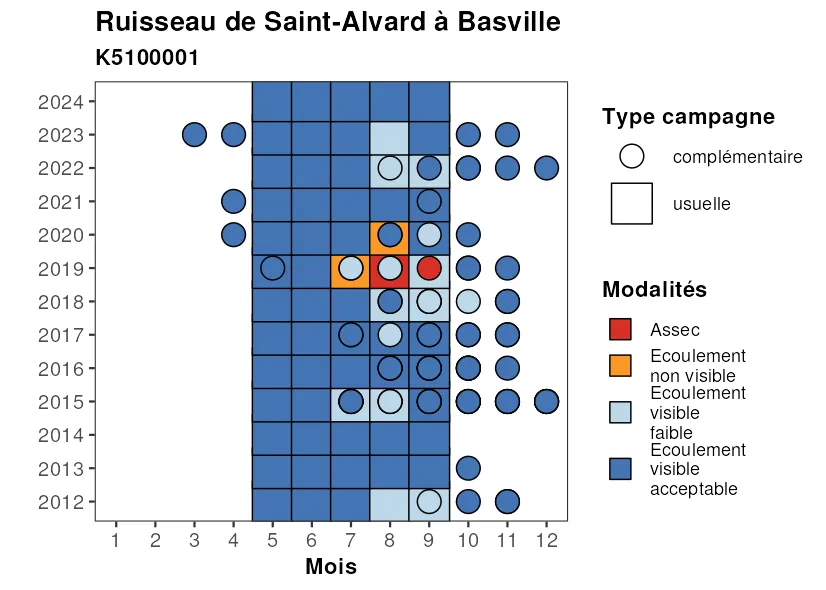 Ruisseau de Saint-Alvard à Basville
K5100001
2024
2023
2022
2021
2020
2019
2018
2017
2016
2015
2014
2013
2012
1 2 3 4 5 6 7 8 9 10 11 12
Mois
Type campagne
complémentaire
usuelle
Modalités
Assec
Ecoulement
non visible
Ecoulement
visible
faible
Ecoulement
visible
acceptable